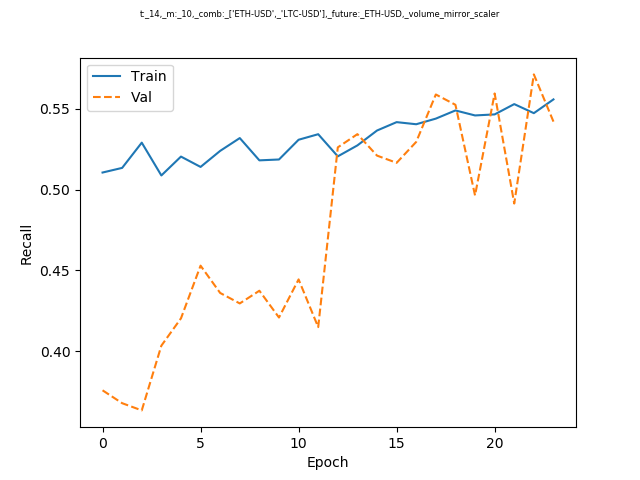 t:_14,_m:_10,_comb:_['ETH-USD',_'LTC-USD'],_future:_ETH-USD,_volume_mirror_scaler
Train
Val
0.55
0.50
0.45
0.40
Recall
0 5 10 15 20
Epoch